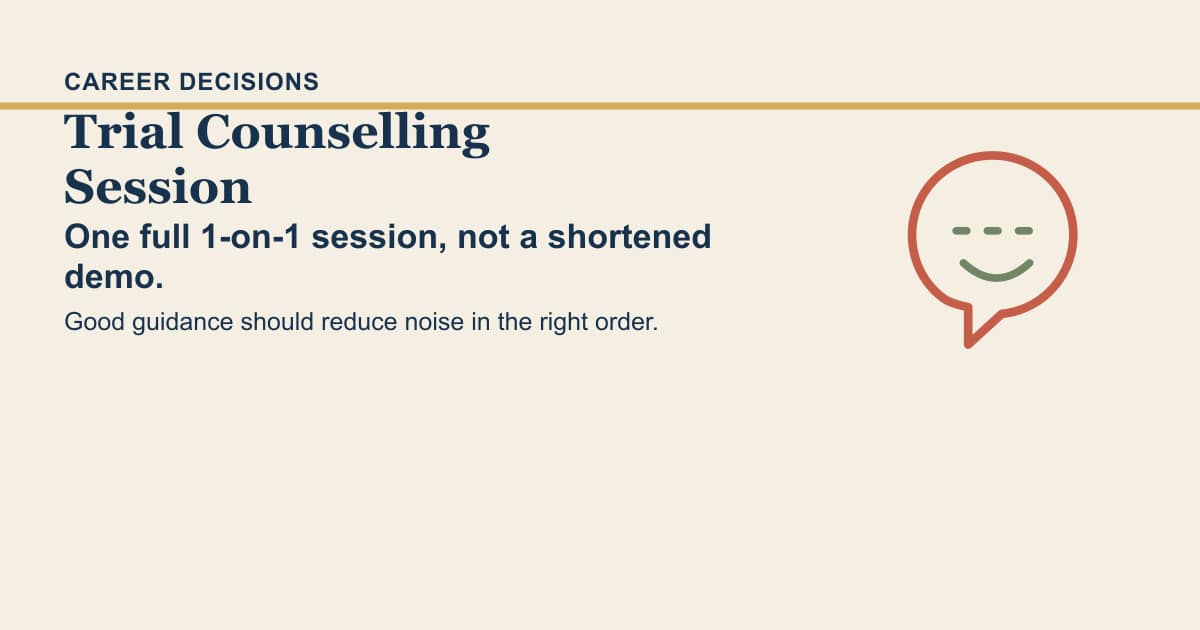 CAREER DECISIONS
Trial Counselling
Session
One full 1-on-1 session, not a shortened
demo.
Good guidance should reduce noise in the right order.